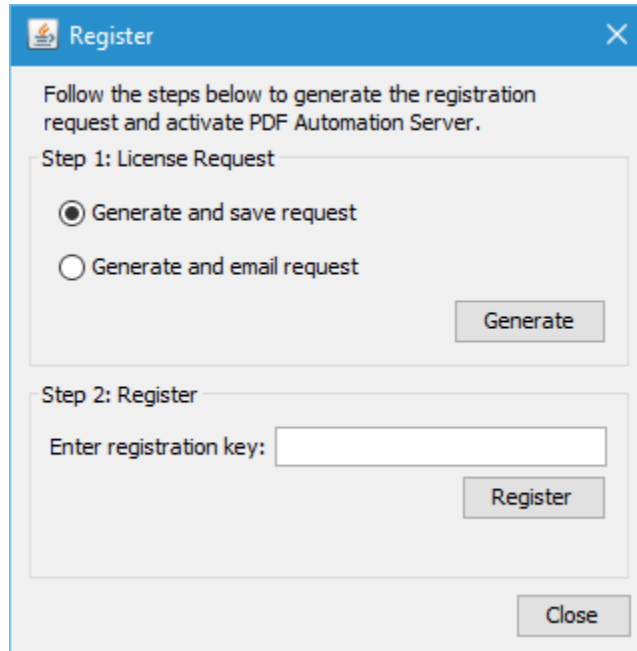 Register
Follow the steps below to generate the registration
request and activate PDF Automation Server.
Step 1: License Request
Generate and save request
Generate and email request
Generate
Step 2: Register
Enter registration key:
Register
Close